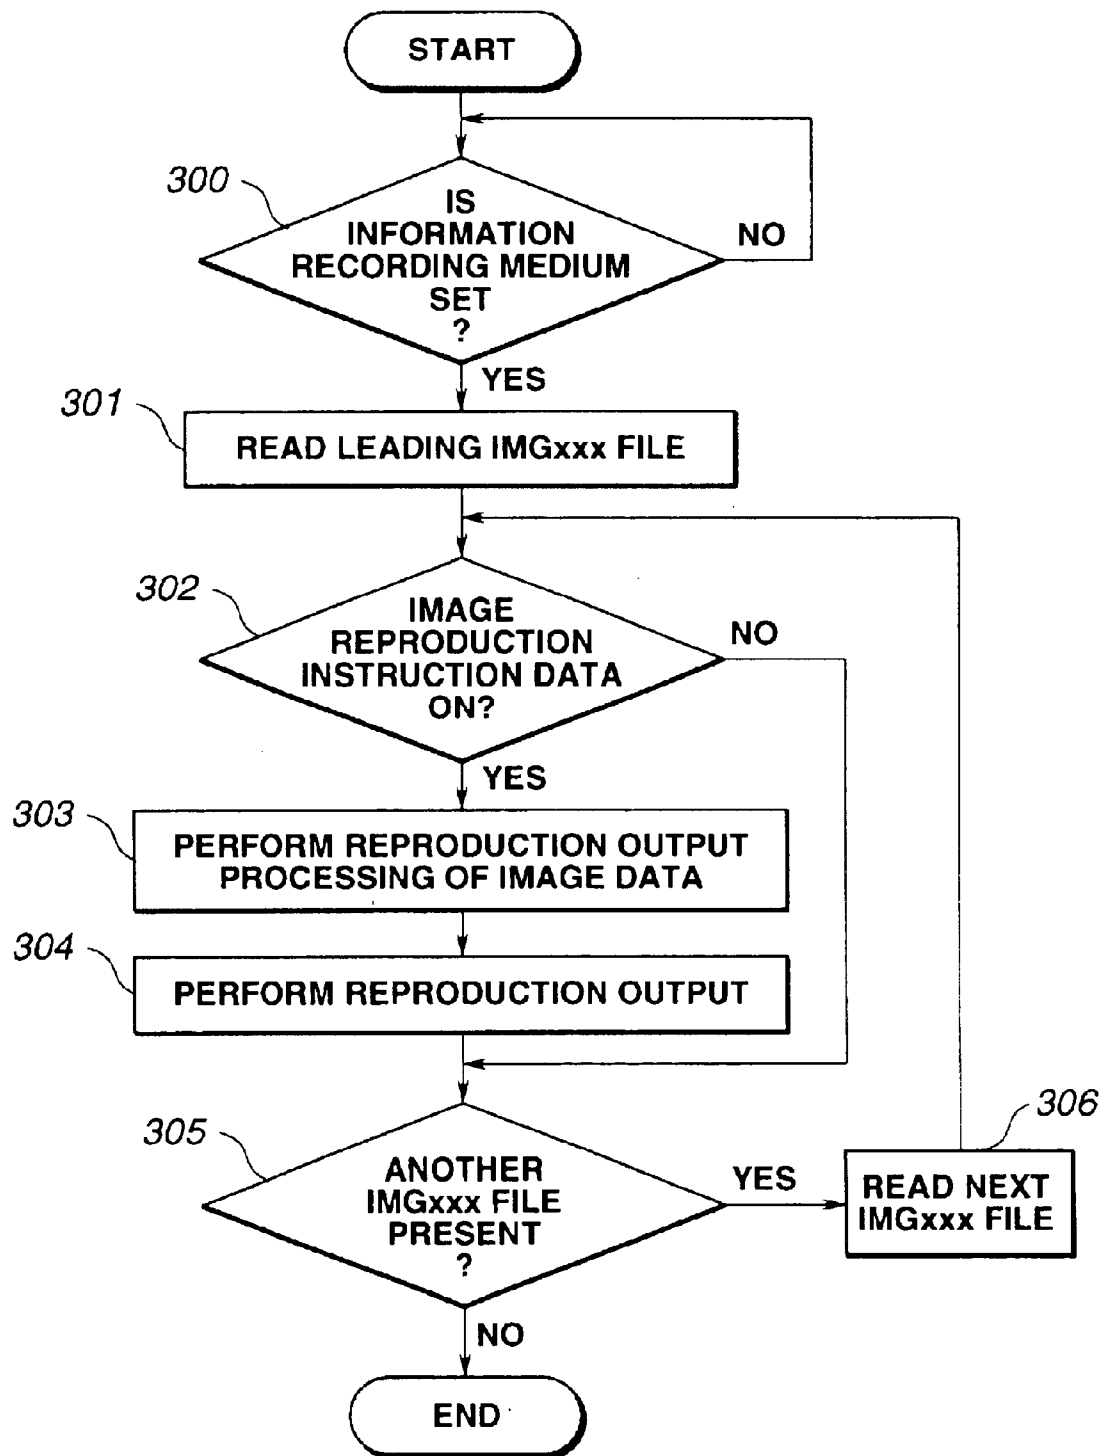 START
300
IS
INFORMATION
RECORDING MEDIUM
SET
?
NO
YES
301
READ LEADING IMGxxx FILE
302
IMAGE
REPRODUCTION
INSTRUCTION DATA
ON?
NO
YES
303
PERFORM REPRODUCTION OUTPUT
PROCESSING OF IMAGE DATA
304
PERFORM REPRODUCTION OUTPUT
305
ANOTHER
IMGxxx FILE
PRESENT
?
YES
306
READ NEXT
IMGxxx FILE
NO
END